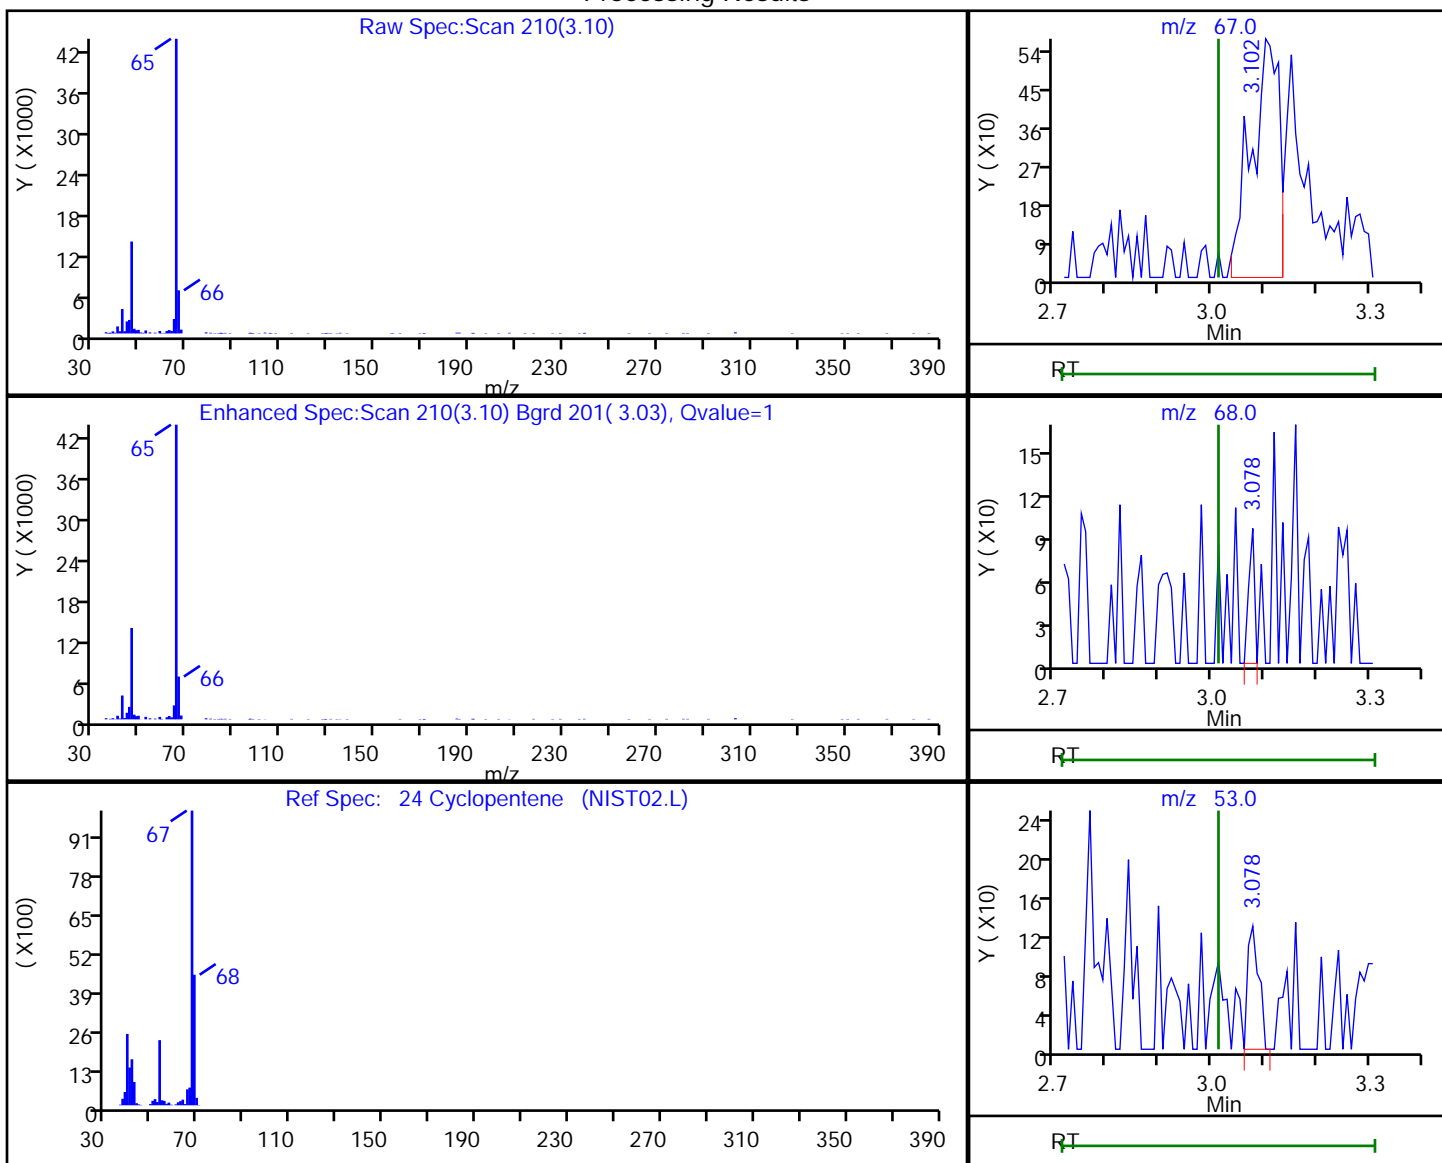 Raw Spec:Scan 210(3.10)
Y ( X1000)
42
36
30
24
18
12
6
0
65
66
30 70 110 150 190 230 270 310 350 390
m/z
m/z 67.0
Y ( X10)
54
45
36
27
18
9
0
3.102
2.7 3.0 3.3
Min
RT
Enhanced Spec:Scan 210(3.10) Bgrd 201( 3.03), Qvalue=1
Y ( X1000)
42
36
30
24
18
12
6
0
65
66
30 70 110 150 190 230 270 310 350 390
m/z
m/z 68.0
Y ( X10)
15
12
9
6
3
0
3.078
2.7 3.0 3.3
Min
RT
Ref Spec: 24 Cyclopentene (NIST02.L)
( X100)
91
78
65
52
39
26
13
0
67
68
30 70 110 150 190 230 270 310 350 390
m/z 53.0
Y ( X10)
24
20
16
12
8
4
0
3.078
2.7 3.0 3.3
Min
RT